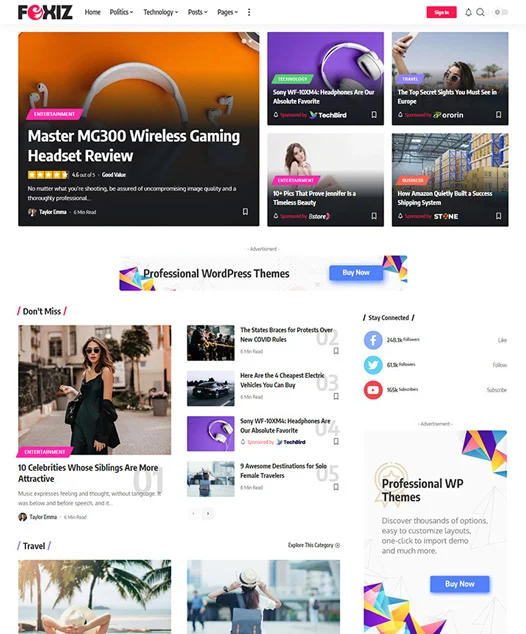 FOXIZ
Home
Politics
Technology
Posts
Pages
Sign In
ENTERTAINMENT
Master MG300 Wireless Gaming
Headset Review
4.6 out of 5 - Good Value
No matter what you're shooting, be assured of uncompromising image quality and a
thoroughly professional...
Taylor Emma - 6 Min Read
TECHNOLOGY
Sony WF-10XM4: Headphones Are Our
Absolute Favorite
Sponsored by TechBird
TRAVEL
The Top Secret Sights You Must See in
Europe
Sponsored by ororin
ENTERTAINMENT
10+ Pics That Prove Jennifer Is a
Timeless Beauty
Sponsored by Bstore
BUSINESS
How Amazon Quietly Built a Success
Shipping System
Sponsored by STONE
- Advertisement -
Professional WordPress Themes
Buy Now
Don't Miss
ENTERTAINMENT
10 Celebrities Whose Siblings Are More
Attractive
01
Music expresses feeling and thought, without language. It
was below and before speech, and it...
Taylor Emma - 6 Min Read
The States Braces for Protests Over
New COVID Rules
02
6 Min Read
Here Are the 4 Cheapest Electric
Vehicles You Can Buy
03
6 Min Read
Sony WF-10XM4: Headphones Are
Our Absolute Favorite
04
Sponsored by TechBird
9 Awesome Destinations for Solo
Female Travelers
05
6 Min Read
Stay Connected
248.1k Followers Like
61.1k Followers Follow
165k Subscribers Subscribe
- Advertisement -
Professional WP
Themes
Discover thousands of options,
easy to customize layouts,
one-click to import demo
and much more.
Buy Now
Travel
Explore This Category